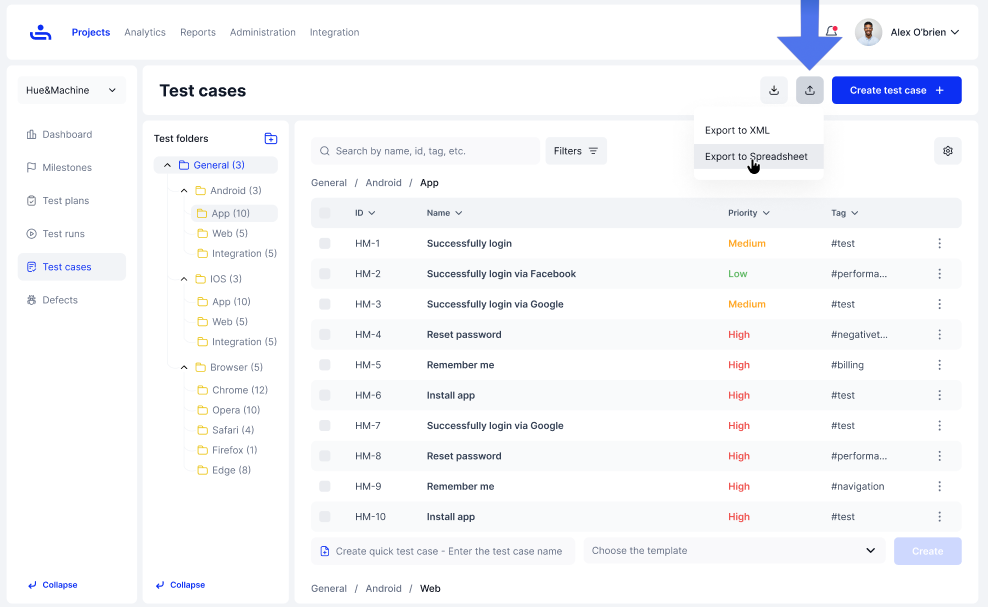 Projects Analytics Reports Administration Integration Alex O'brien
Hue&Machine
Dashboard
Milestones
Test plans
Test runs
Test cases
Defects
Collapse
Test cases
Create test case +
Export to XML
Export to Spreadsheet
Test folders
General (3)
Android (3)
App (10)
Web (5)
Integration (5)
IOS (3)
App (10)
Web (5)
Integration (5)
Browser (5)
Chrome (12)
Opera (10)
Safari (4)
Firefox (1)
Edge (8)
Collapse
Search by name, id, tag, etc. Filters
General / Android / App
ID Name Priority Tag
HM-1 Successfully login Medium #test
HM-2 Successfully login via Facebook Low #performa...
HM-3 Successfully login via Google Medium #test
HM-4 Reset password High #negativet...
HM-5 Remember me High #billing
HM-6 Install app High #test
HM-7 Successfully login via Google High #test
HM-8 Reset password High #performa...
HM-9 Remember me High #navigation
HM-10 Install app High #test
Create quick test case - Enter the test case name Choose the template Create
General / Android / Web